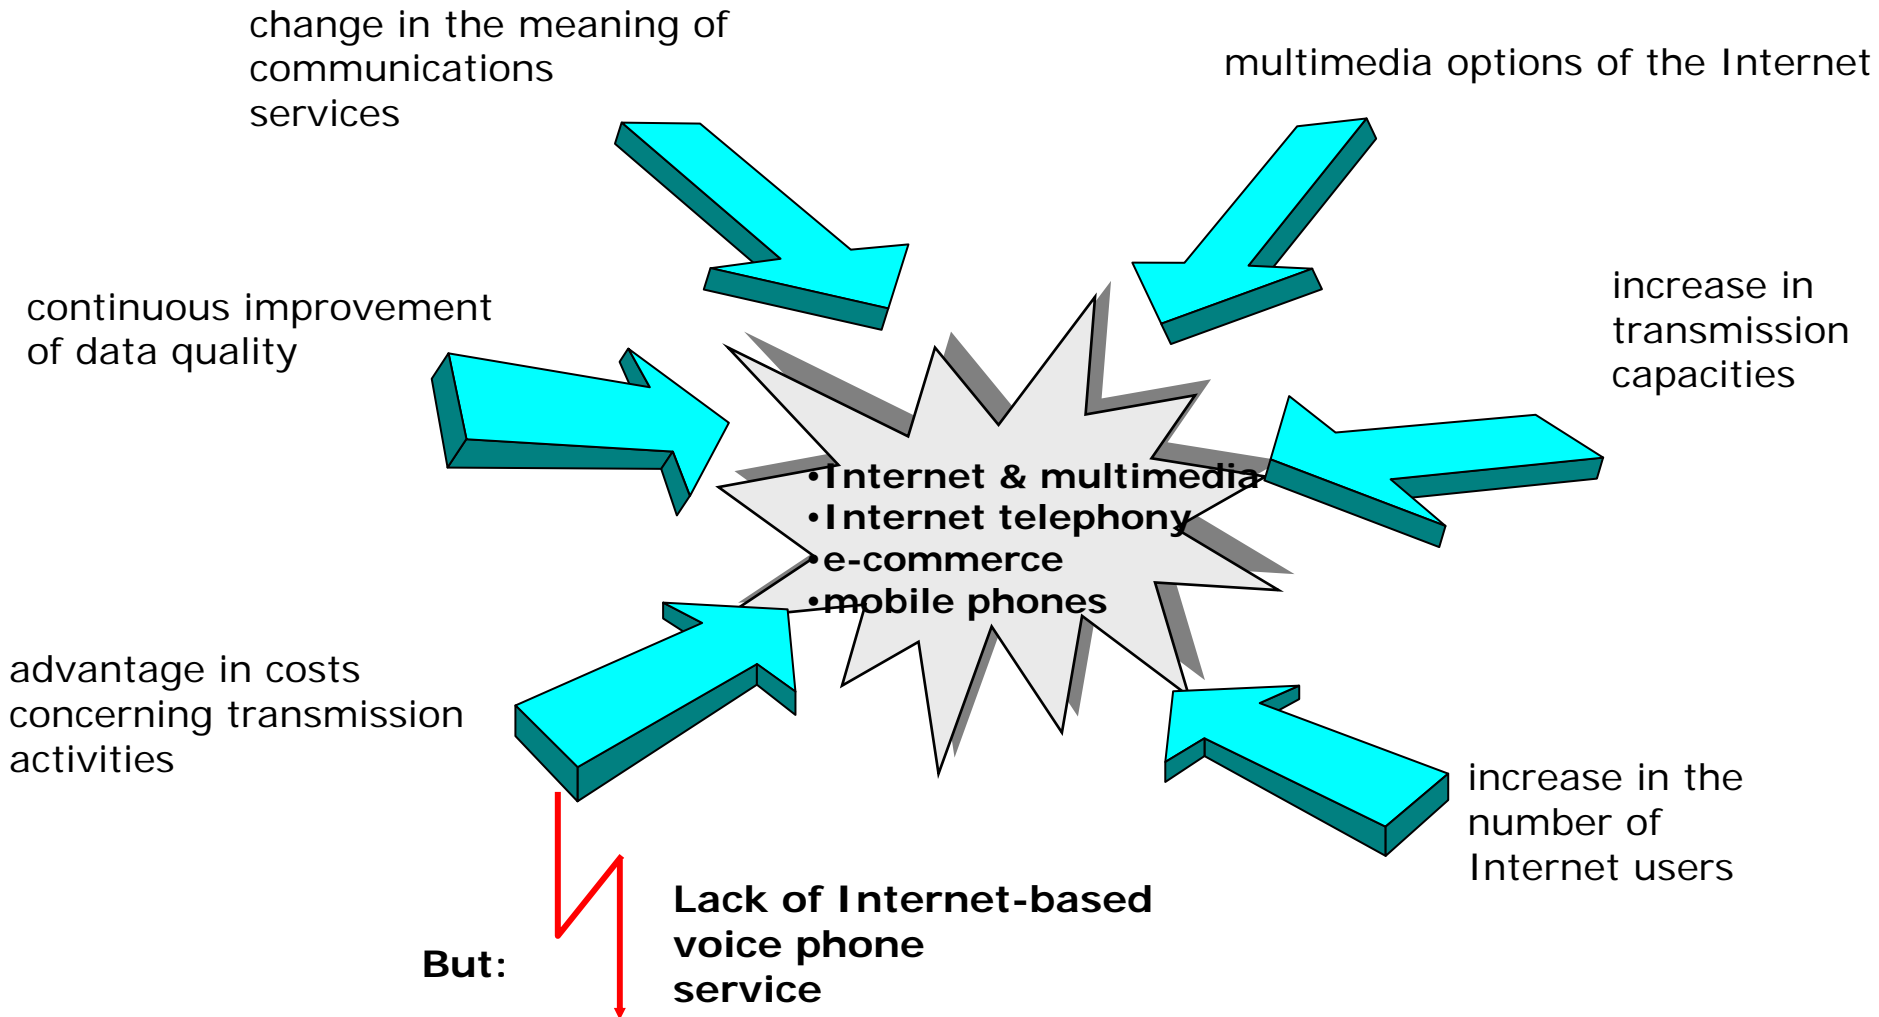 change in the meaning of
communications
services
multimedia options of the Internet
continuous improvement
of data quality
increase in
transmission
capacities
•Internet & multimedia
•Internet telephony
•e-commerce
•mobile phones
advantage in costs
concerning transmission
activities
increase in the
number of
Internet users
But:
Lack of Internet-based
voice phone
service